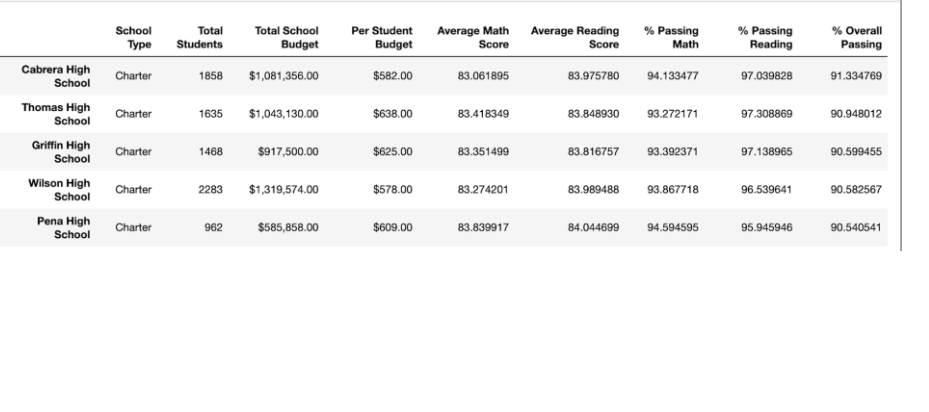 School Type Total Students Total School Budget Per Student Budget Average Math Score Average Reading Score % Passing Math % Passing Reading % Overall Passing
Cabrera High School Charter 1858 $1,081,356.00 $582.00 83.061895 83.975780 94.133477 97.039828 91.334769
Thomas High School Charter 1635 $1,043,130.00 $638.00 83.418349 83.848930 93.272171 97.308869 90.948012
Griffin High School Charter 1468 $917,500.00 $625.00 83.351499 83.816757 93.392371 97.138965 90.599455
Wilson High School Charter 2283 $1,319,574.00 $578.00 83.274201 83.989488 93.867718 96.539641 90.582567
Pena High School Charter 962 $585,858.00 $609.00 83.839917 84.044699 94.594595 95.945946 90.540541